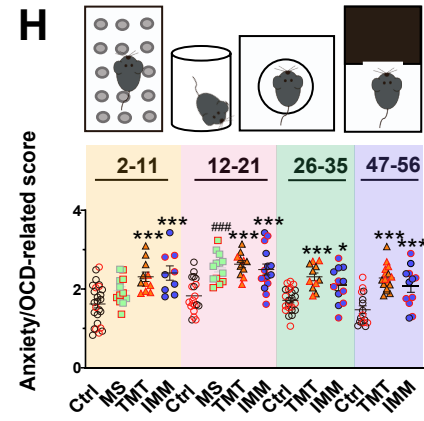 H
2-11 12-21 26-35 47-56
*** *** ### *** *** *** * *** ***
Anxiety/OCD-related score
4
2
0
Ctrl MS TMT IMM Ctrl MS TMT IMM Ctrl TMT IMM Ctrl TMT IMM